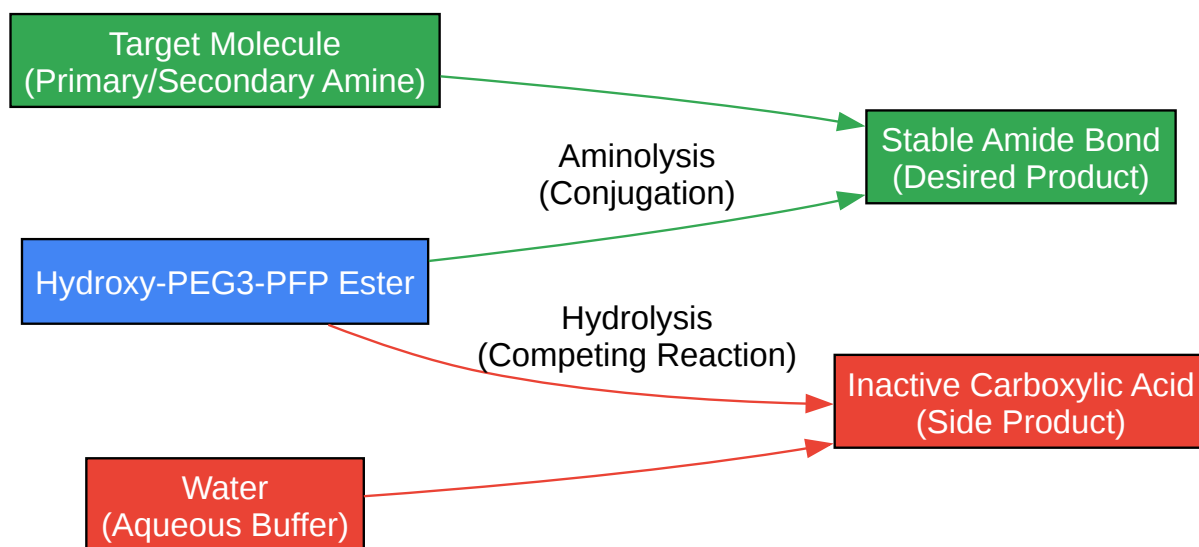 Target Molecule
(Primary/Secondary Amine)
Stable Amide Bond
(Desired Product)
Aminolysis
(Conjugation)
Hydroxy-PEG3-PFP Ester
Hydrolysis
(Competing Reaction)
Inactive Carboxylic Acid
(Side Product)
Water
(Aqueous Buffer)